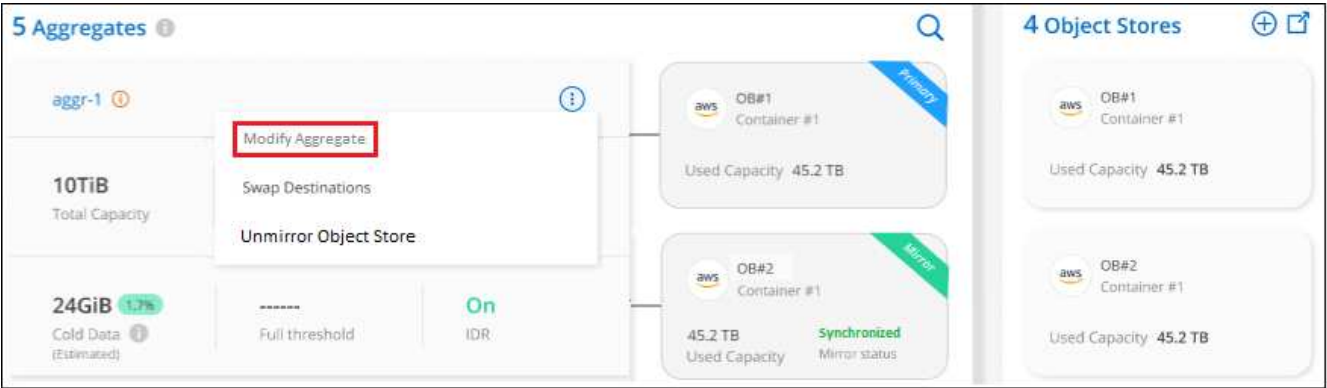 5 Aggregates
aggr-1
Modify Aggregate
Swap Destinations
Unmirror Object Store
10TiB
Total Capacity
24GiB 1.7%
Cold Data
(Estimated)
------
Full threshold
On
IDR
Primary
aws
OB#1
Container #1
Used Capacity 45.2 TB
Mirror
aws
OB#2
Container #1
45.2 TB
Used Capacity
Synchronized
Mirror status
4 Object Stores
aws
OB#1
Container #1
Used Capacity 45.2 TB
aws
OB#2
Container #1
Used Capacity 45.2 TB